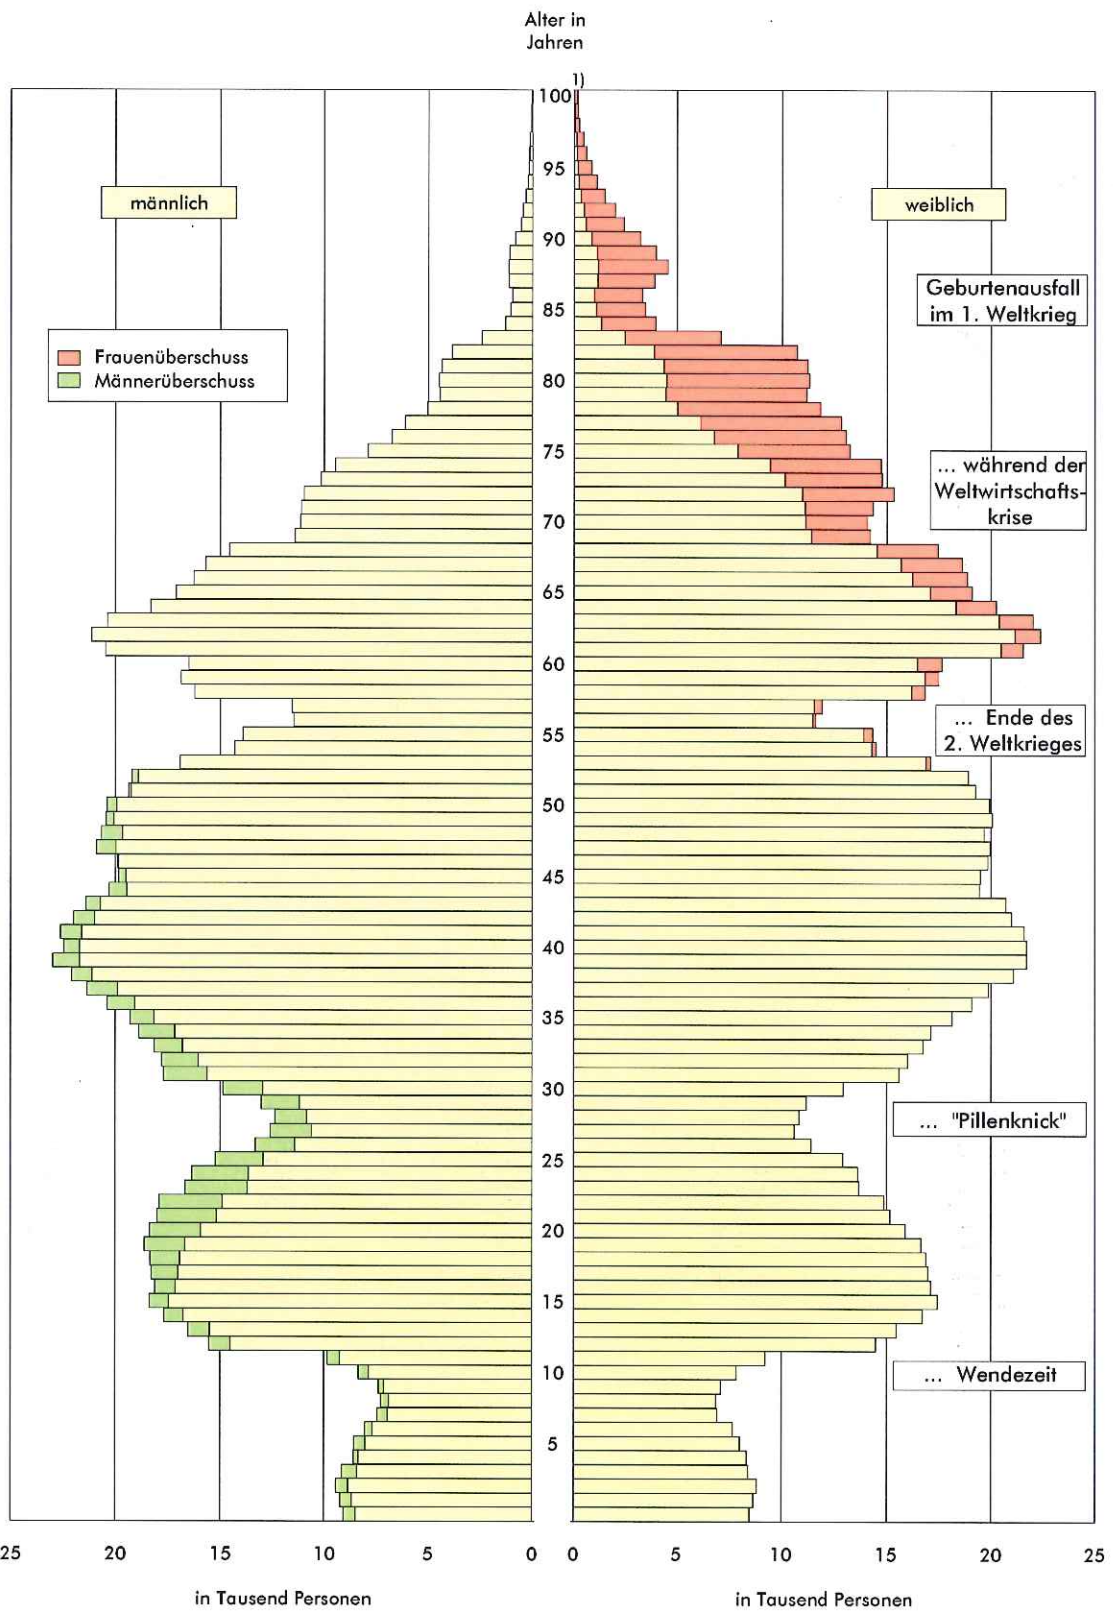 Alter in
Jahren
1)
100
95
männlich
weiblich
90
Geburtenausfall
im 1. Weltkrieg
85
Frauenüberschuss
Männerüberschuss
80
75
... während der
Weltwirtschafts-
krise
70
65
60
... Ende des
2. Weltkrieges
55
50
45
40
35
30
... "Pillenknick"
25
20
15
10
... Wendezeit
5
25 20 15 10 5 0 0 5 10 15 20 25
in Tausend Personen in Tausend Personen